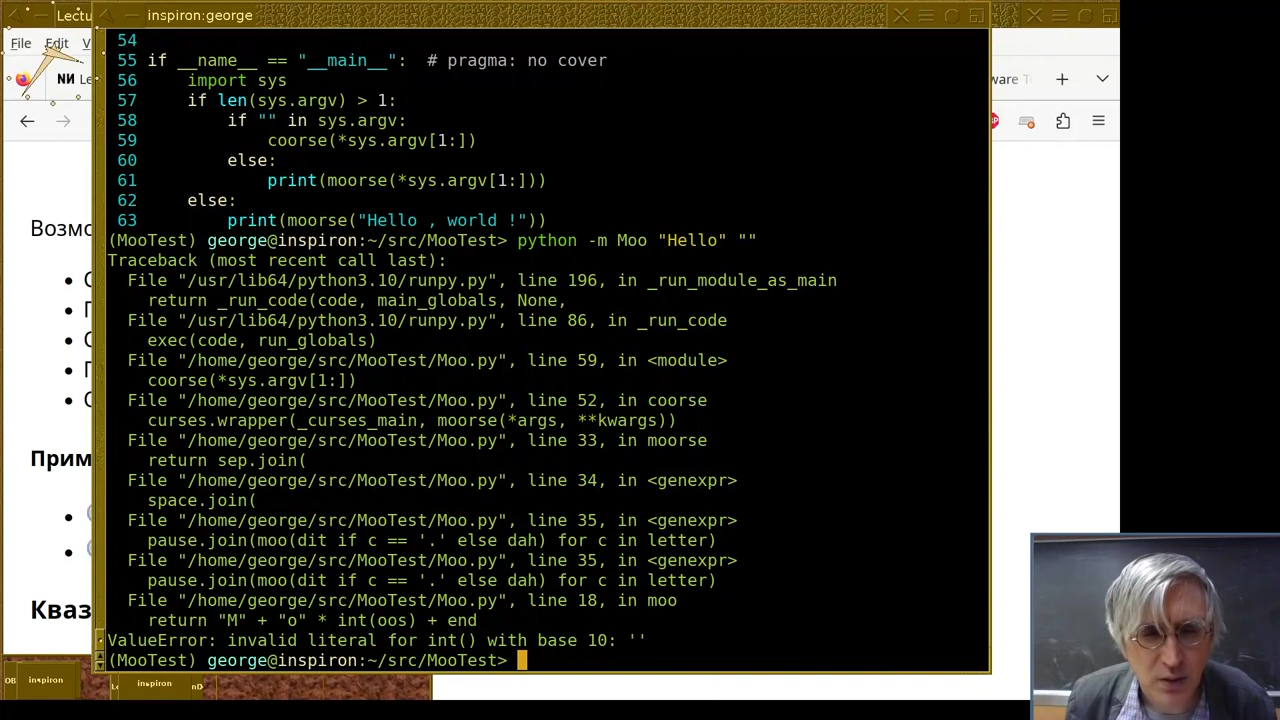 Lectu
inspiron:george
File Edit V
NИ Le
ware T
54
55 if __name__ == "__main__":  # pragma: no cover
56     import sys
57     if len(sys.argv) > 1:
58         if "" in sys.argv:
59             coorse(*sys.argv[1:])
60         else:
61             print(moorse(*sys.argv[1:]))
62     else:
63         print(moorse("Hello , world !"))
(MooTest) george@inspiron:~/src/MooTest> python -m Moo "Hello" ""
Traceback (most recent call last):
  File "/usr/lib64/python3.10/runpy.py", line 196, in _run_module_as_main
    return _run_code(code, main_globals, None,
  File "/usr/lib64/python3.10/runpy.py", line 86, in _run_code
    exec(code, run_globals)
  File "/home/george/src/MooTest/Moo.py", line 59, in <module>
    coorse(*sys.argv[1:])
  File "/home/george/src/MooTest/Moo.py", line 52, in coorse
    curses.wrapper(_curses_main, moorse(*args, **kwargs))
  File "/home/george/src/MooTest/Moo.py", line 33, in moorse
    return sep.join(
  File "/home/george/src/MooTest/Moo.py", line 34, in <genexpr>
    space.join(
  File "/home/george/src/MooTest/Moo.py", line 35, in <genexpr>
    pause.join(moo(dit if c == '.' else dah) for c in letter)
  File "/home/george/src/MooTest/Moo.py", line 35, in <genexpr>
    pause.join(moo(dit if c == '.' else dah) for c in letter)
  File "/home/george/src/MooTest/Moo.py", line 18, in moo
    return "M" + "o" * int(oos) + end
ValueError: invalid literal for int() with base 10: ''
(MooTest) george@inspiron:~/src/MooTest>
Возмо
Прим
Кваз
inspiron
inspiron